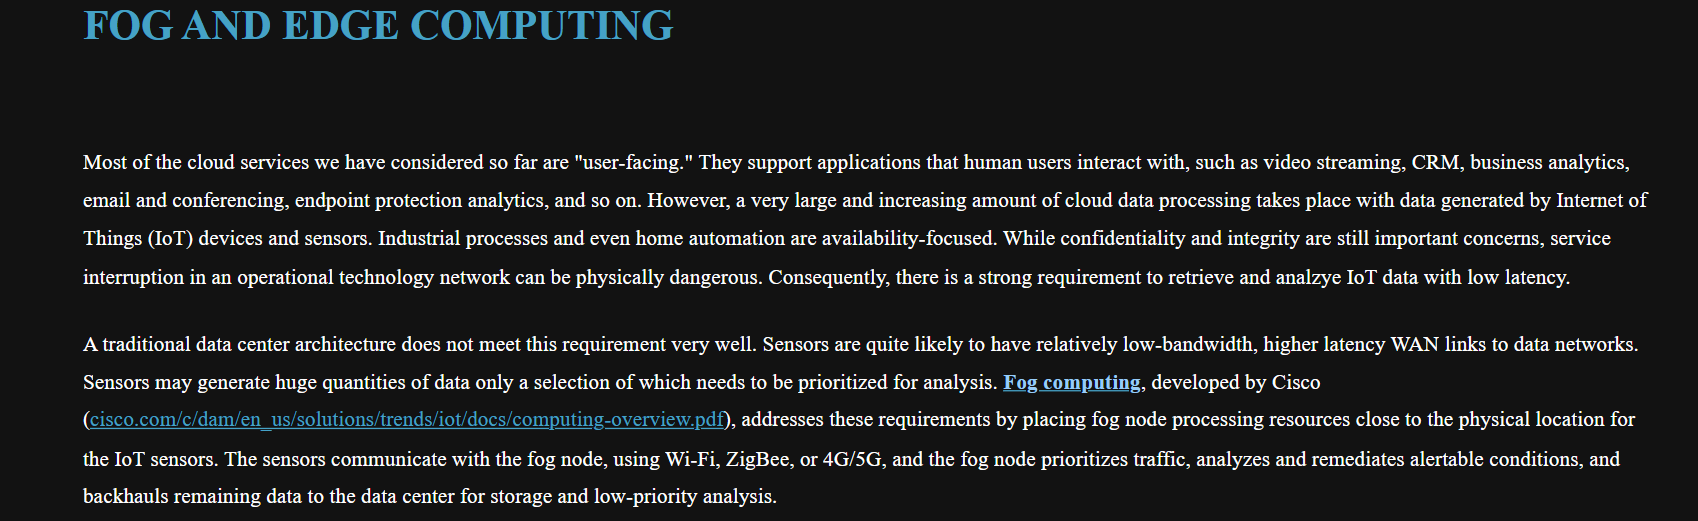 FOG AND EDGE COMPUTING
Most of the cloud services we have considered so far are "user-facing." They support applications that human users interact with, such as video streaming, CRM, business analytics,
email and conferencing, endpoint protection analytics, and so on. However, a very large and increasing amount of cloud data processing takes place with data generated by Internet of
Things (IoT) devices and sensors. Industrial processes and even home automation are availability-focused. While confidentiality and integrity are still important concerns, service
interruption in an operational technology network can be physically dangerous. Consequently, there is a strong requirement to retrieve and analzye IoT data with low latency.
A traditional data center architecture does not meet this requirement very well. Sensors are quite likely to have relatively low-bandwidth, higher latency WAN links to data networks.
Sensors may generate huge quantities of data only a selection of which needs to be prioritized for analysis. Fog computing, developed by Cisco
(cisco.com/c/dam/en_us/solutions/trends/iot/docs/computing-overview.pdf), addresses these requirements by placing fog node processing resources close to the physical location for
the IoT sensors. The sensors communicate with the fog node, using Wi-Fi, ZigBee, or 4G/5G, and the fog node prioritizes traffic, analyzes and remediates alertable conditions, and
backhauls remaining data to the data center for storage and low-priority analysis.